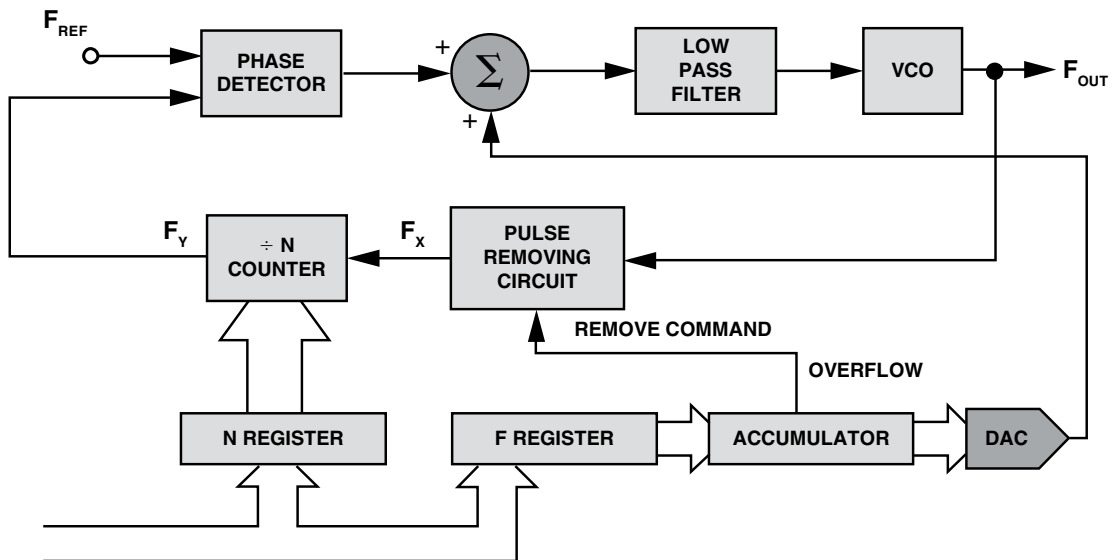 F_REF
PHASE
DETECTOR
+
Σ
+
LOW
PASS
FILTER
VCO
F_OUT
F_Y
÷ N
COUNTER
F_X
PULSE
REMOVING
CIRCUIT
REMOVE COMMAND
OVERFLOW
N REGISTER
F REGISTER
ACCUMULATOR
DAC